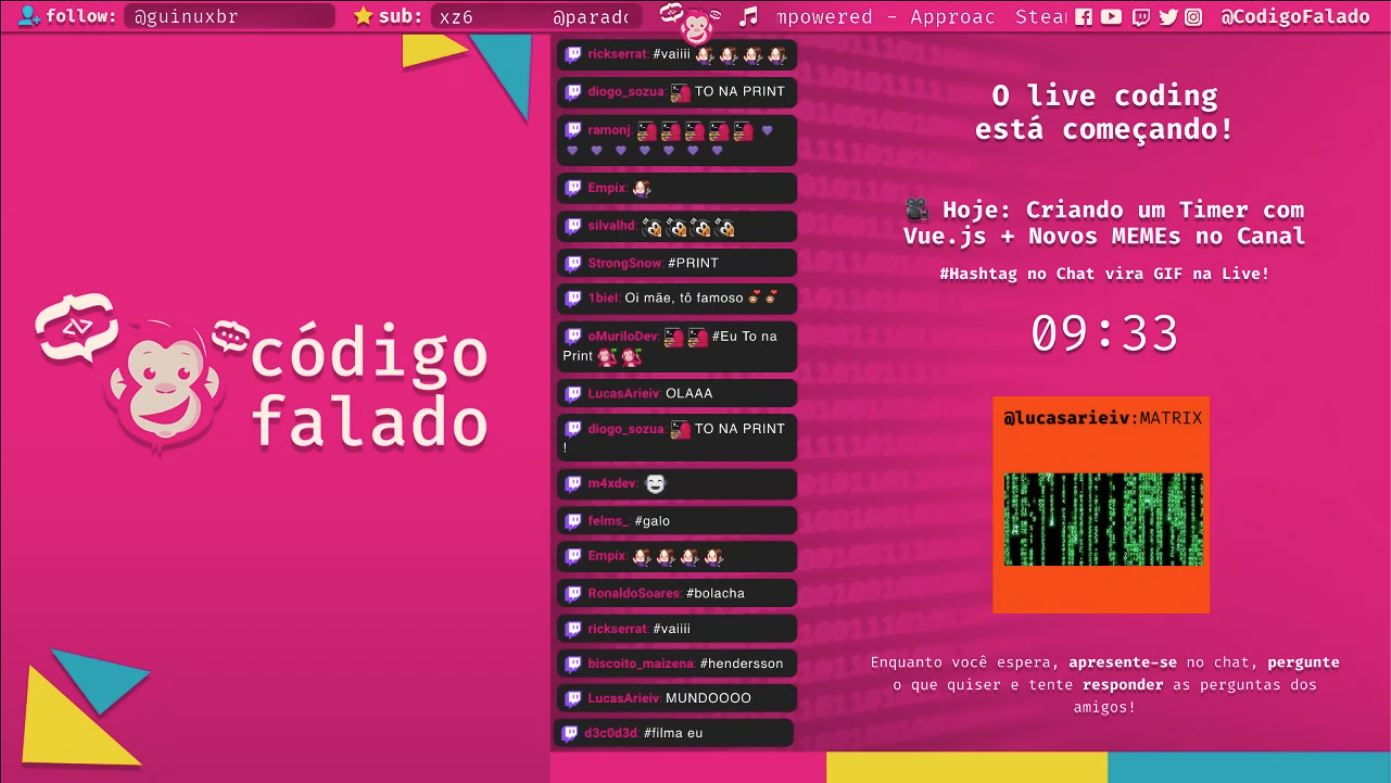 follow: @guinuxbr
sub: xz6 @parado
mpowered - Approac Stea
@CodigoFalado
código
falado
rickserrat: #vaiiii
diogo_sozua: TO NA PRINT
ramonj:
Empix:
silvalhd:
StrongSnow: #PRINT
1biel: Oi mãe, tô famoso
oMuriloDev: #Eu To na
Print
LucasArieiv: OLAAA
diogo_sozua: TO NA PRINT
!
m4xdev:
felms_: #galo
Empix:
RonaldoSoares: #bolacha
rickserrat: #vaiiii
biscoito_maizena: #hendersson
LucasArieiv: MUNDOOOO
d3c0d3d: #filma eu
O live coding
está começando!
Hoje: Criando um Timer com
Vue.js + Novos MEMEs no Canal
#Hashtag no Chat vira GIF na Live!
09:33
@lucasarieiv:MATRIX
Enquanto você espera, apresente-se no chat, pergunte
o que quiser e tente responder as perguntas dos
amigos!